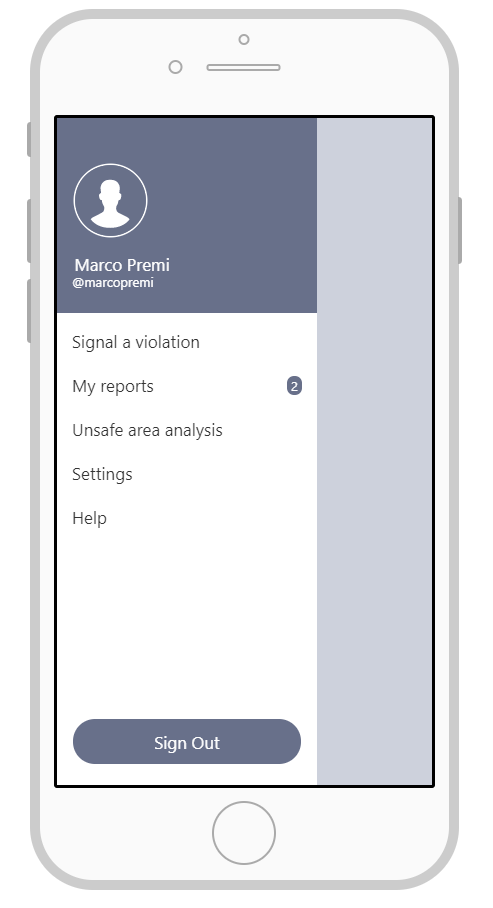 Marco Premi
@marcopremi
Signal a violation
My reports 2
Unsafe area analysis
Settings
Help
Sign Out